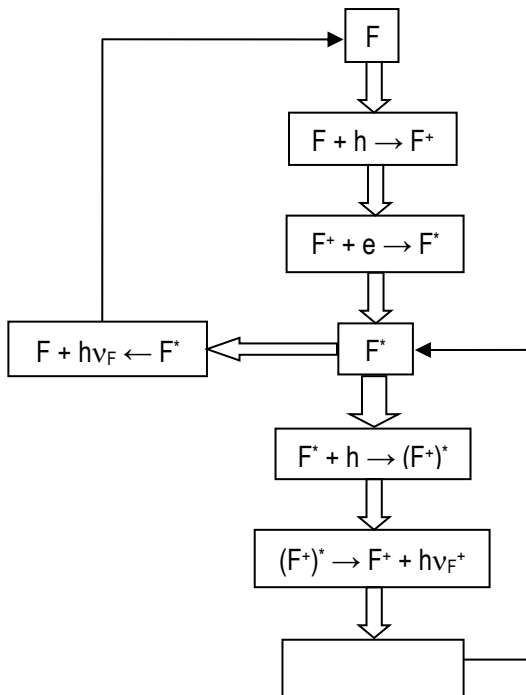 F
F + h → F⁺
F⁺ + e → F*
F + hν_F ← F*
F*
F* + h → (F⁺)*
(F⁺)* → F⁺ + hν_F⁺